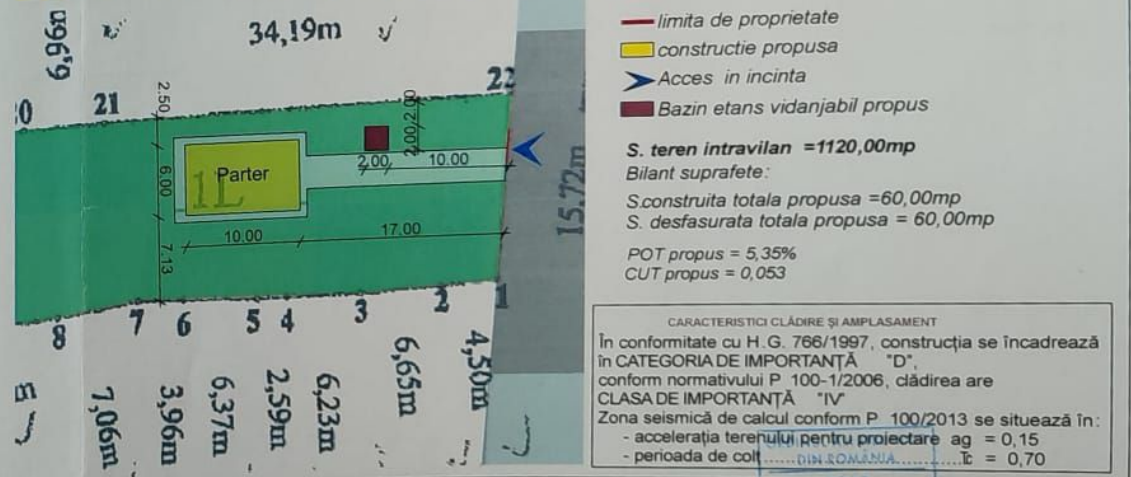 34,19m
6,960
20
21
22
2.50
2.00
2.00
2.00
10.00
Parter
1L
6.00
10.00
17.00
7.13
15,72m
8
7
6
5
4
3
2
1
7,06m
3,96m
6,37m
2,59m
6,23m
6,65m
4,50m
limita de proprietate
constructie propusa
Acces in incinta
Bazin etans vidanjabil propus
S. teren intravilan =1120,00mp
Bilant suprafete:
S.construita totala propusa =60,00mp
S. desfasurata totala propusa = 60,00mp
POT propus = 5,35%
CUT propus = 0,053
CARACTERISTICI CLĂDIRE ŞI AMPLASAMENT
În conformitate cu H.G. 766/1997, construcţia se încadrează
în CATEGORIA DE IMPORTANŢĂ "D",
conform normativului P 100-1/2006, clădirea are
CLASA DE IMPORTANŢĂ "IV"
Zona seismică de calcul conform P 100/2013 se situează în:
- acceleraţia terenului pentru proiectare ag = 0,15
- perioada de colţ Tc = 0,70
DIN ROMÂNIA